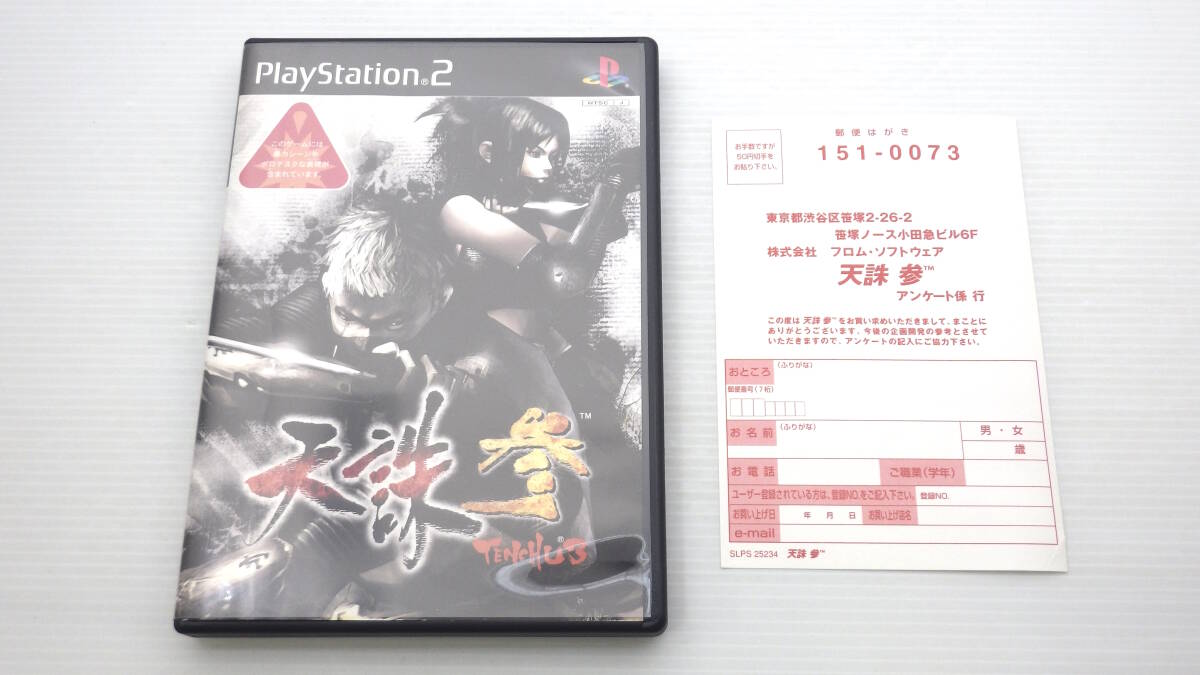 PlayStation®2
NTSC J
このゲームには
暴力シーンや
グロテスクな表現が
含まれています。
天誅 参™
TENCHU®3
お手数ですが
50円切手を
お貼り下さい。
郵便はがき
151-0073
東京都渋谷区笹塚2-26-2
笹塚ノース小田急ビル6F
株式会社 フロム・ソフトウェア
天誅 参™
アンケート係 行
この度は 天誅 参™をお買い求めいただきまして、まことに
ありがとうございます。今後の企画開発の参考とさせて
いただきますので、アンケートの記入にご協力下さい。
おところ (ふりがな)
郵便番号(7桁)
お名前 (ふりがな) 男・女
歳
お電話 ご職業(学年)
ユーザー登録されている方は、登録NO.をご記入下さい。 登録NO.
お買い上げ日 年 月 日 お買い上げ店名
e-mail
SLPS 25234 天誅 参™